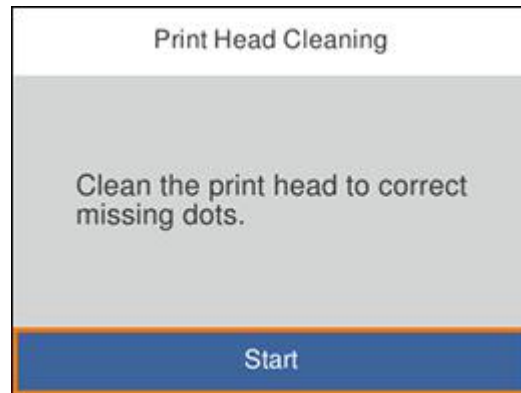 Print Head Cleaning
Clean the print head to correct
missing dots.
Start